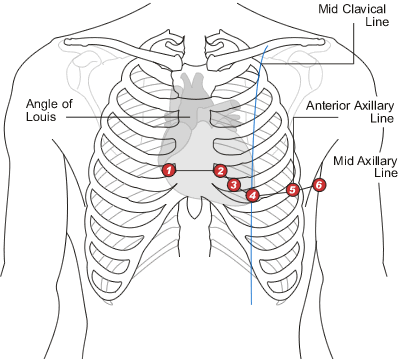 Mid Clavical
Line
Angle of
Louis
Anterior Axillary
Line
Mid Axillary
Line
1
2
3
4
5
6